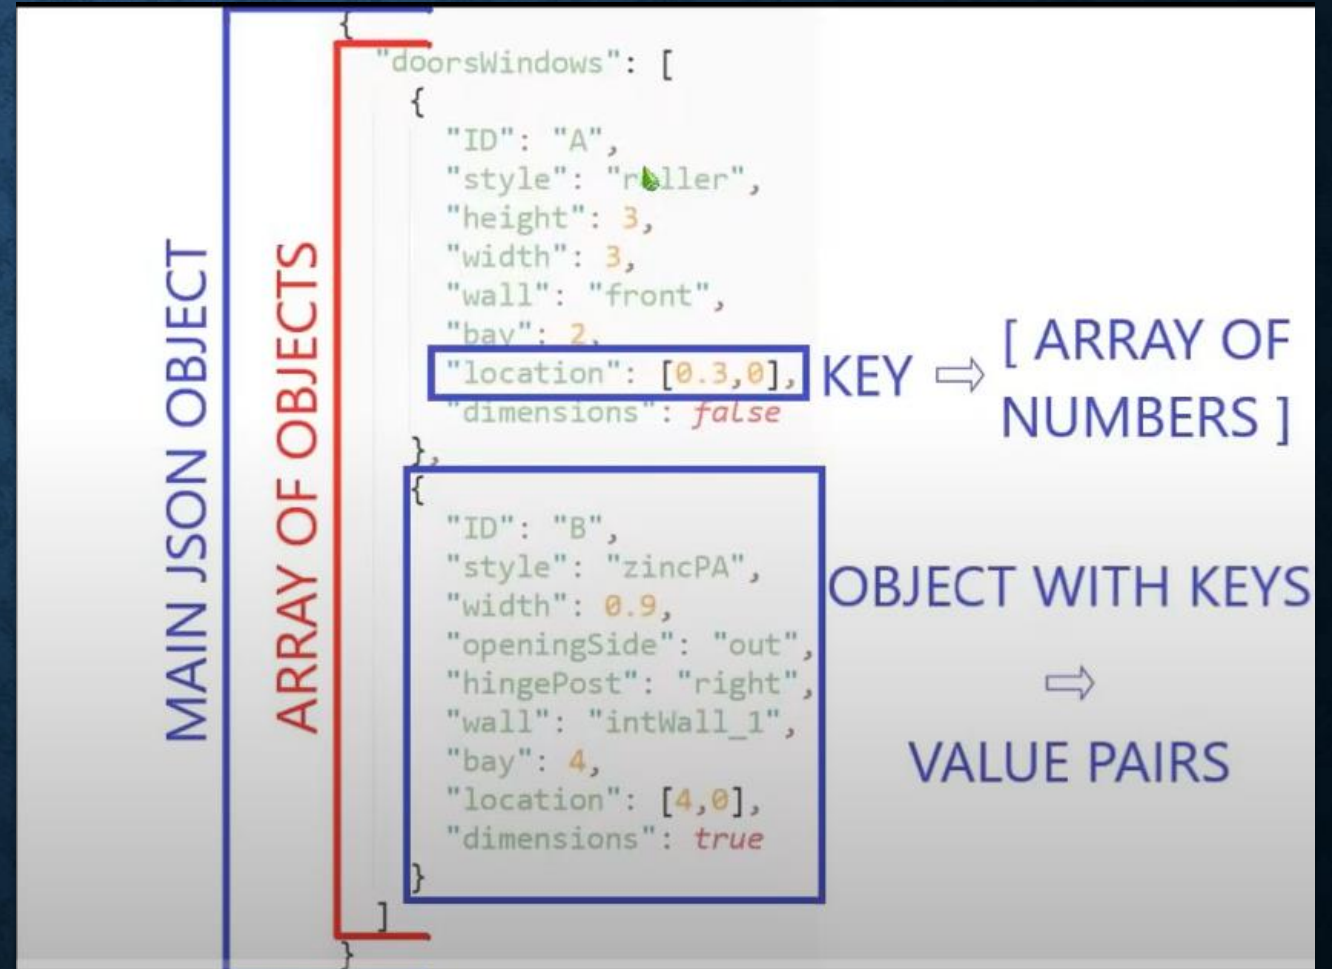 MAIN JSON OBJECT
ARRAY OF OBJECTS
{
"doorsWindows": [
{
"ID": "A",
"style": "roller",
"height": 3,
"width": 3,
"wall": "front",
"bay": 2,
"location": [0.3,0],
"dimensions": false
},
{
"ID": "B",
"style": "zincPA",
"width": 0.9,
"openingSide": "out",
"hingePost": "right",
"wall": "intWall_1",
"bay": 4,
"location": [4,0],
"dimensions": true
}
]
}
KEY ⇨ [ ARRAY OF
NUMBERS ]
OBJECT WITH KEYS
⇨
VALUE PAIRS